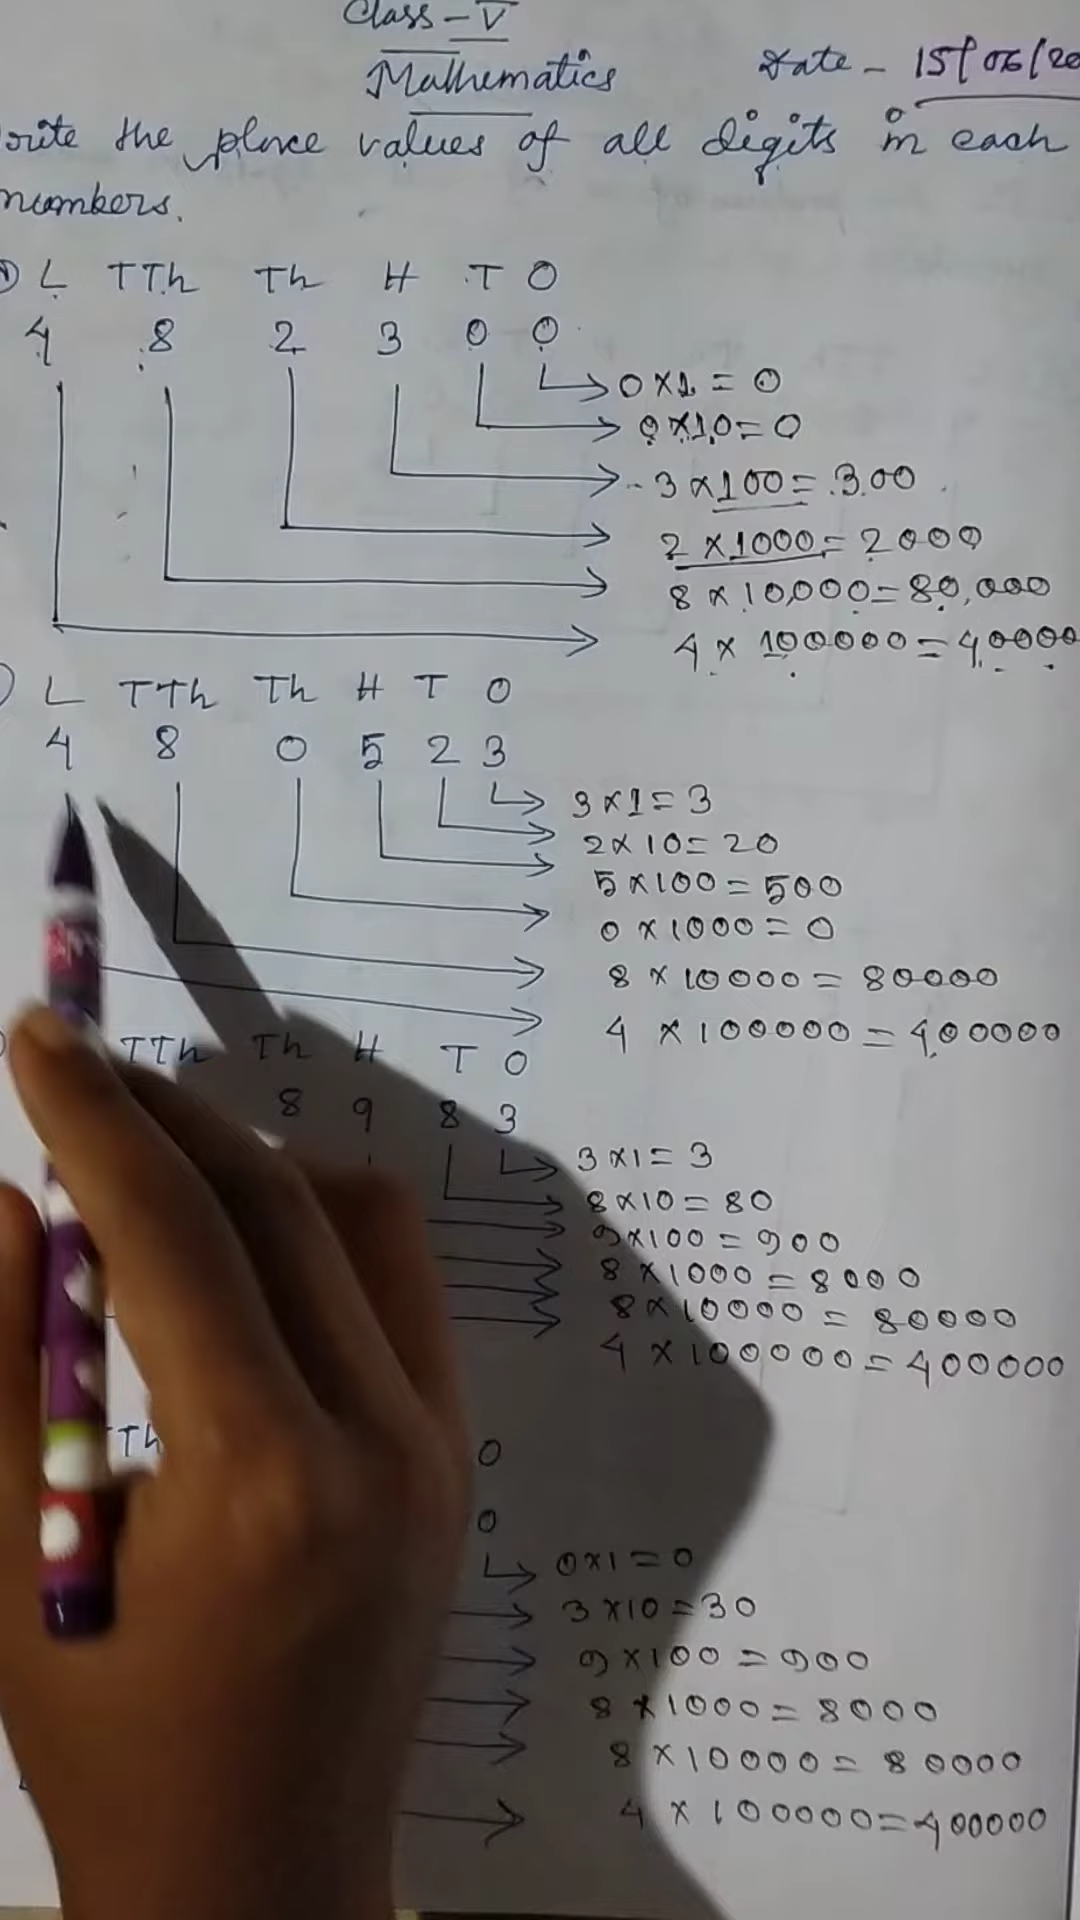 Class - V
Mathematics Date - 15/06/20
the place values of all digits in each
numbers.
L TTh Th H T O
4 8 2 3 0 0
0 × 1 = 0
0 × 10 = 0
3 × 100 = 300
2 × 1000 = 2000
8 × 10,000 = 80,000
4 × 100000 = 4,0000
L TTh Th H T O
4 8 0 5 2 3
3 × 1 = 3
2 × 10 = 20
5 × 100 = 500
0 × 1000 = 0
8 × 10000 = 80000
4 × 100000 = 4,00000
TTh Th H T O
8 9 8 3
3 × 1 = 3
8 × 10 = 80
9 × 100 = 900
8 × 1000 = 8000
8 × 10000 = 80000
4 × 100000 = 400000
TTh O
0
0 × 1 = 0
3 × 10 = 30
9 × 100 = 900
8 × 1000 = 8000
8 × 10000 = 80000
4 × 100000 = 400000